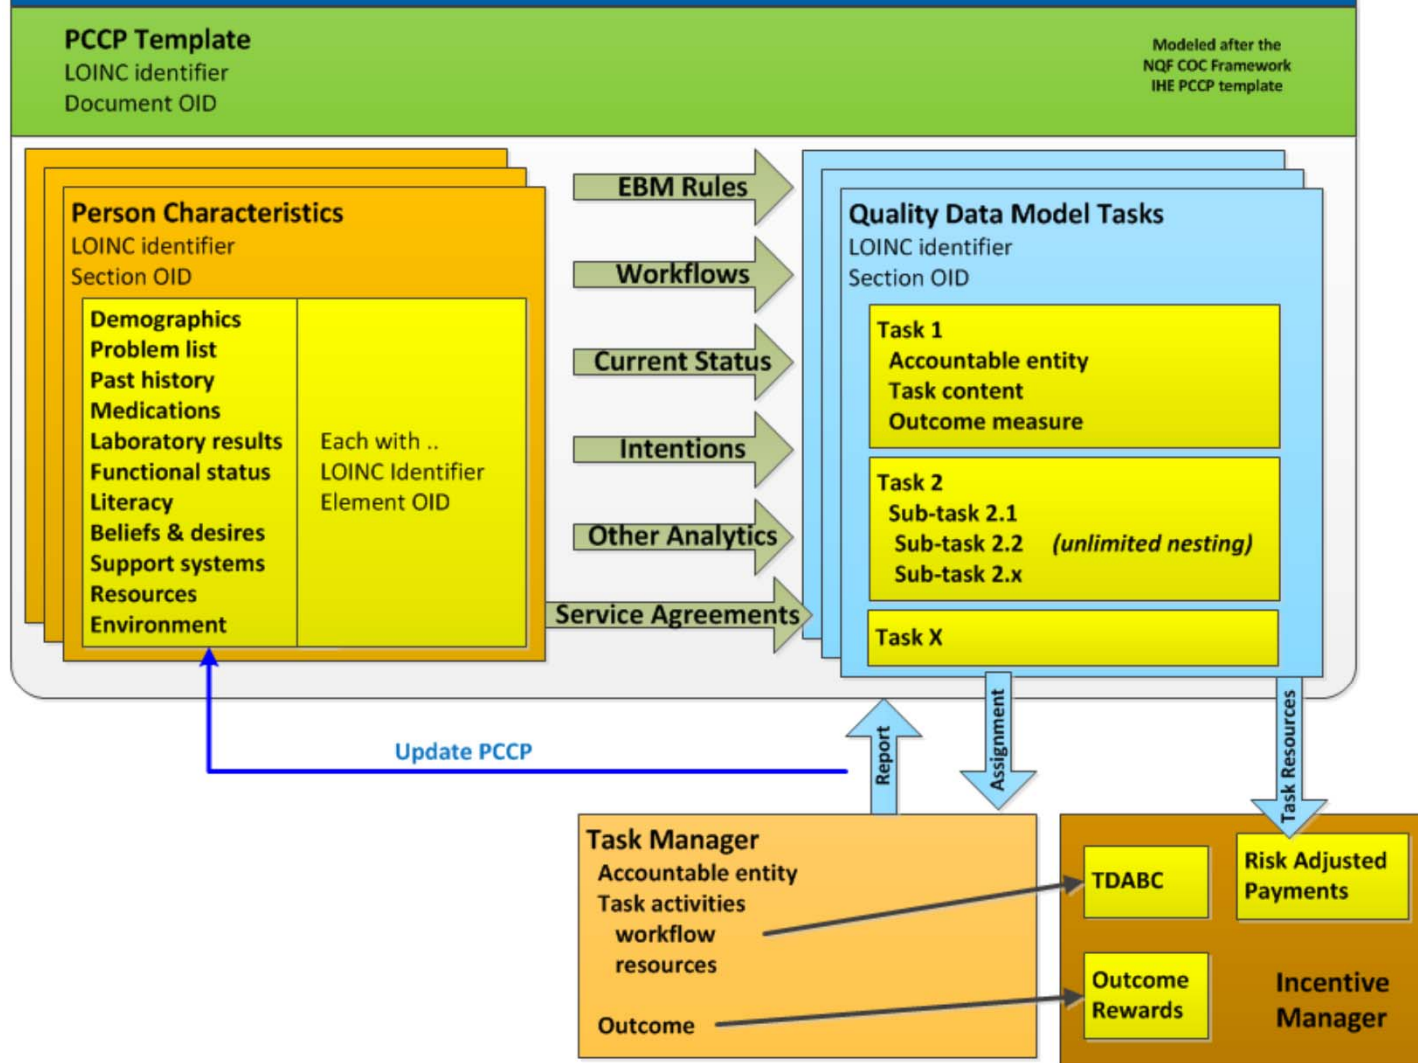 PCCP Template
LOINC identifier
Document OID
Modeled after the
NQF COC Framework
IHE PCCP template
Person Characteristics
LOINC identifier
Section OID
Demographics
Problem list
Past history
Medications
Laboratory results
Functional status
Literacy
Beliefs & desires
Support systems
Resources
Environment
Each with ..
LOINC Identifier
Element OID
EBM Rules
Workflows
Current Status
Intentions
Other Analytics
Service Agreements
Quality Data Model Tasks
LOINC identifier
Section OID
Task 1
Accountable entity
Task content
Outcome measure
Task 2
Sub-task 2.1
Sub-task 2.2 (unlimited nesting)
Sub-task 2.x
Task X
Update PCCP
Report
Assignment
Task Resources
Task Manager
Accountable entity
Task activities
workflow
resources
Outcome
TDABC
Risk Adjusted
Payments
Outcome
Rewards
Incentive
Manager